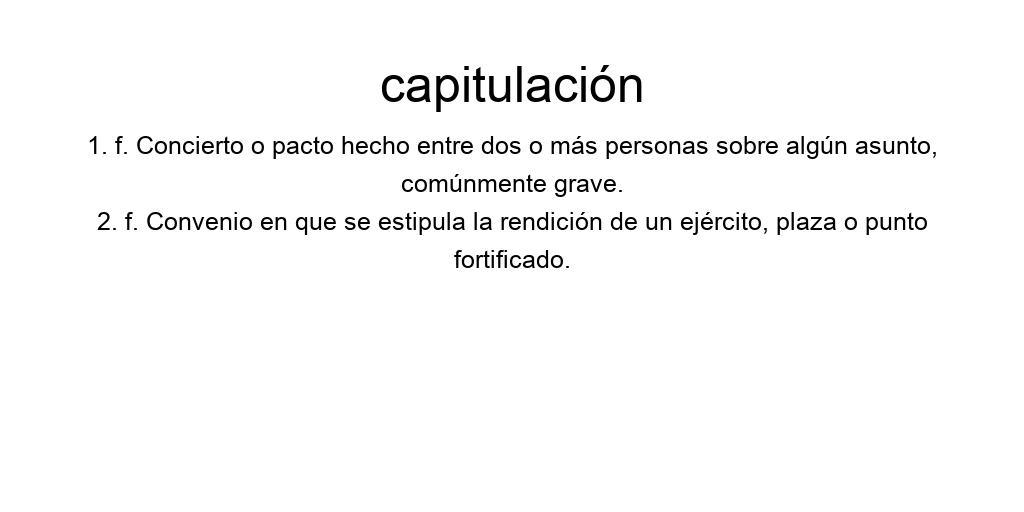 capitulación
1. f. Concierto o pacto hecho entre dos o más personas sobre algún asunto,
comúnmente grave.
2. f. Convenio en que se estipula la rendición de un ejército, plaza o punto
fortificado.